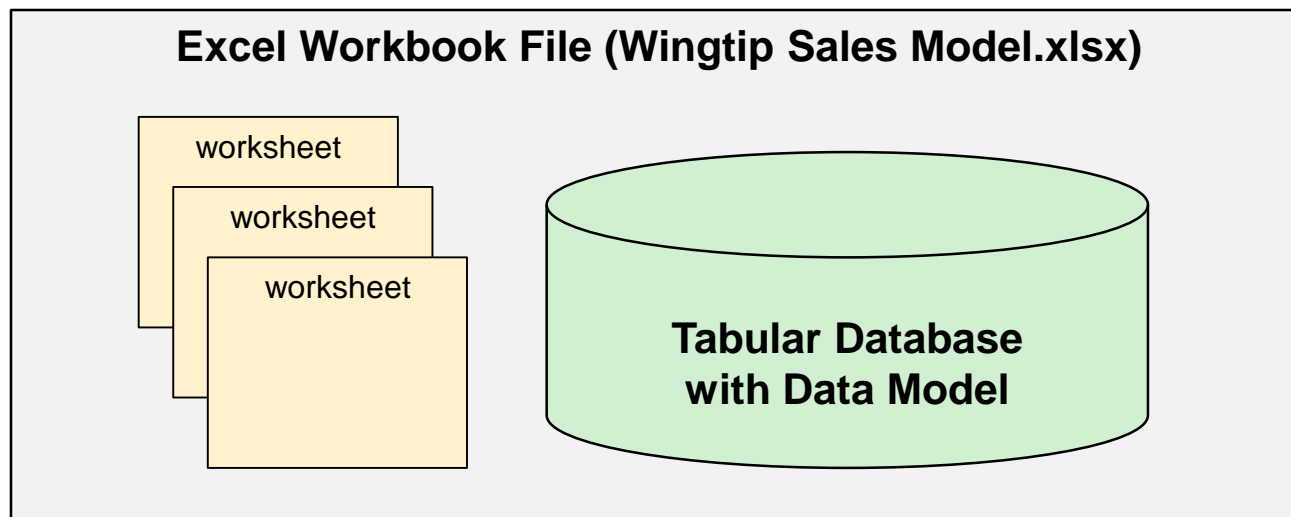 Excel Workbook File (Wingtip Sales Model.xlsx)
worksheet
worksheet
worksheet
Tabular Database
with Data Model